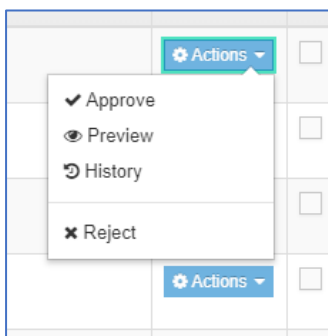 Actions
Approve
Preview
History
Reject
Actions